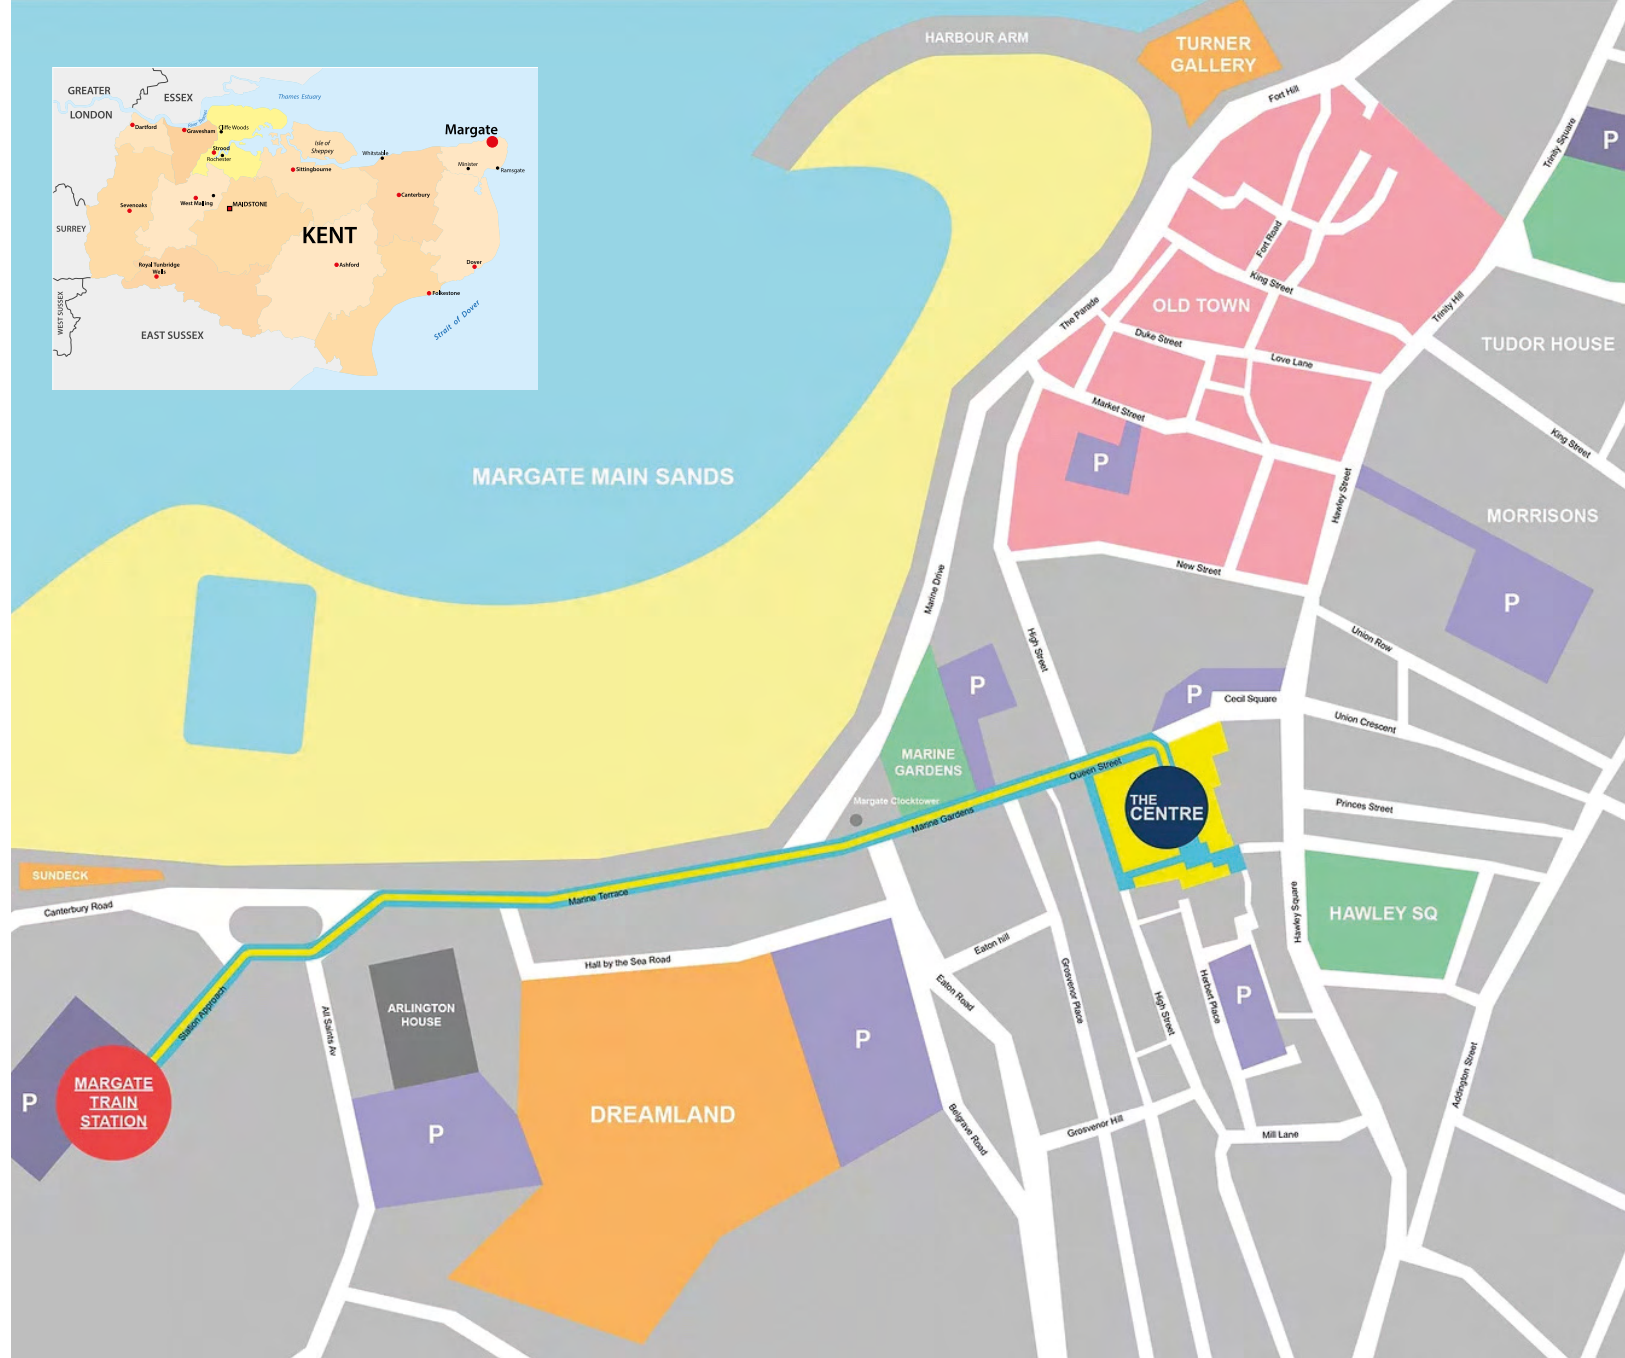 HARBOUR ARM
TURNER
GALLERY
Fort Hill
GREATER
LONDON
ESSEX
Thames Estuary
River Thames
Dartford
Gravesham
Cliffe Woods
Strood
Rochester
Isle of
Sheppey
Sittingbourne
Whitstable
Margate
Minister
Ramsgate
Canterbury
West Malling
MAIDSTONE
Sevenoaks
SURREY
KENT
Royal Tunbridge
Wells
Ashford
Dover
Folkestone
Strait of Dover
WEST SUSSEX
EAST SUSSEX
Trinity Square
P
Fort Road
King Street
OLD TOWN
The Parade
Duke Street
Love Lane
Trinity Hill
TUDOR HOUSE
Market Street
King Street
P
MARGATE MAIN SANDS
Hawley Street
MORRISONS
New Street
P
Marine Drive
High Street
Union Row
P
P
Cecil Square
Union Crescent
MARINE
GARDENS
Queen Street
Margate Clocktower
Marine Gardens
THE
CENTRE
Princes Street
SUNDECK
Canterbury Road
Marine Terrace
Hawley Square
HAWLEY SQ
Hall by the Sea Road
Eaton hill
Eaton Road
Grosvenor Place
High Street
Herbert Place
P
Station Approach
All Saints Av
ARLINGTON
HOUSE
P
P
MARGATE
TRAIN
STATION
DREAMLAND
P
Belgrave Road
Grosvenor Hill
Mill Lane
Addington Street